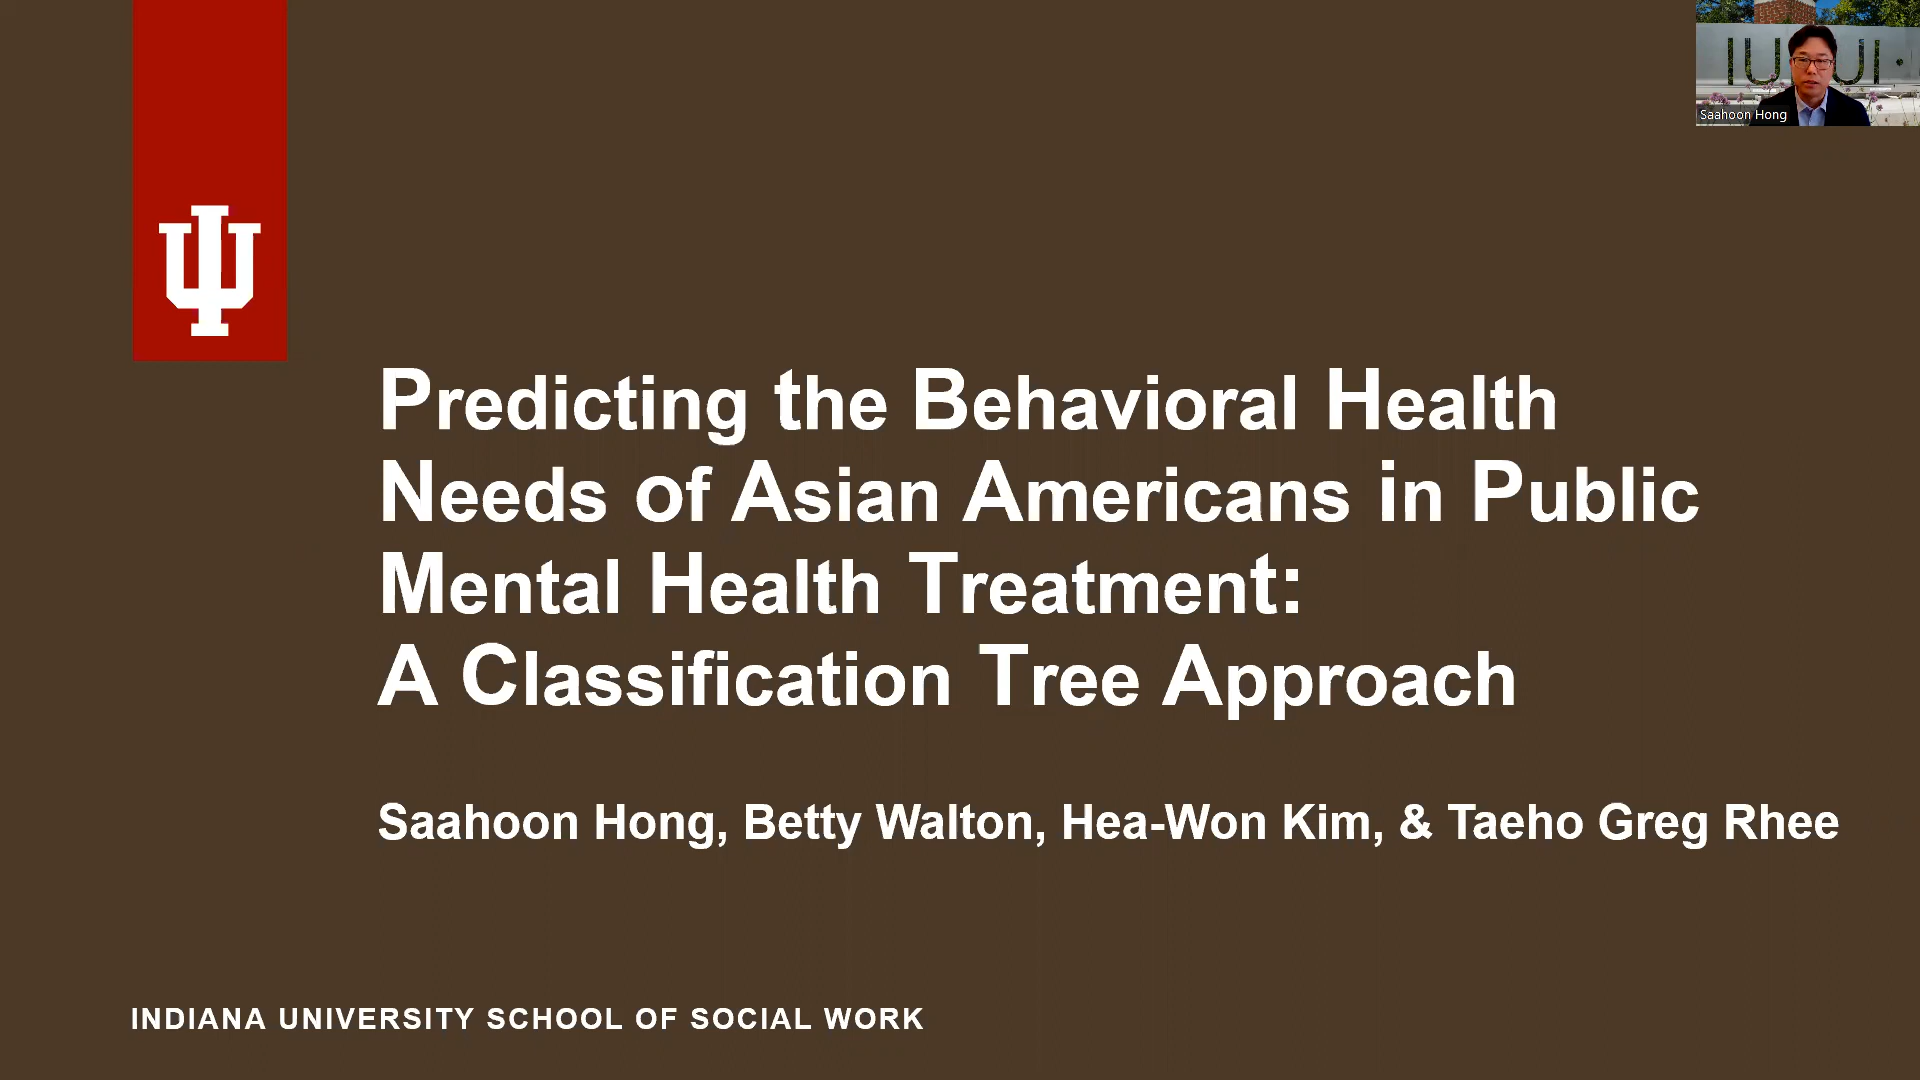 Saahoon Hong
Predicting the Behavioral Health
Needs of Asian Americans in Public
Mental Health Treatment:
A Classification Tree Approach
Saahoon Hong, Betty Walton, Hea-Won Kim, & Taeho Greg Rhee
INDIANA UNIVERSITY SCHOOL OF SOCIAL WORK